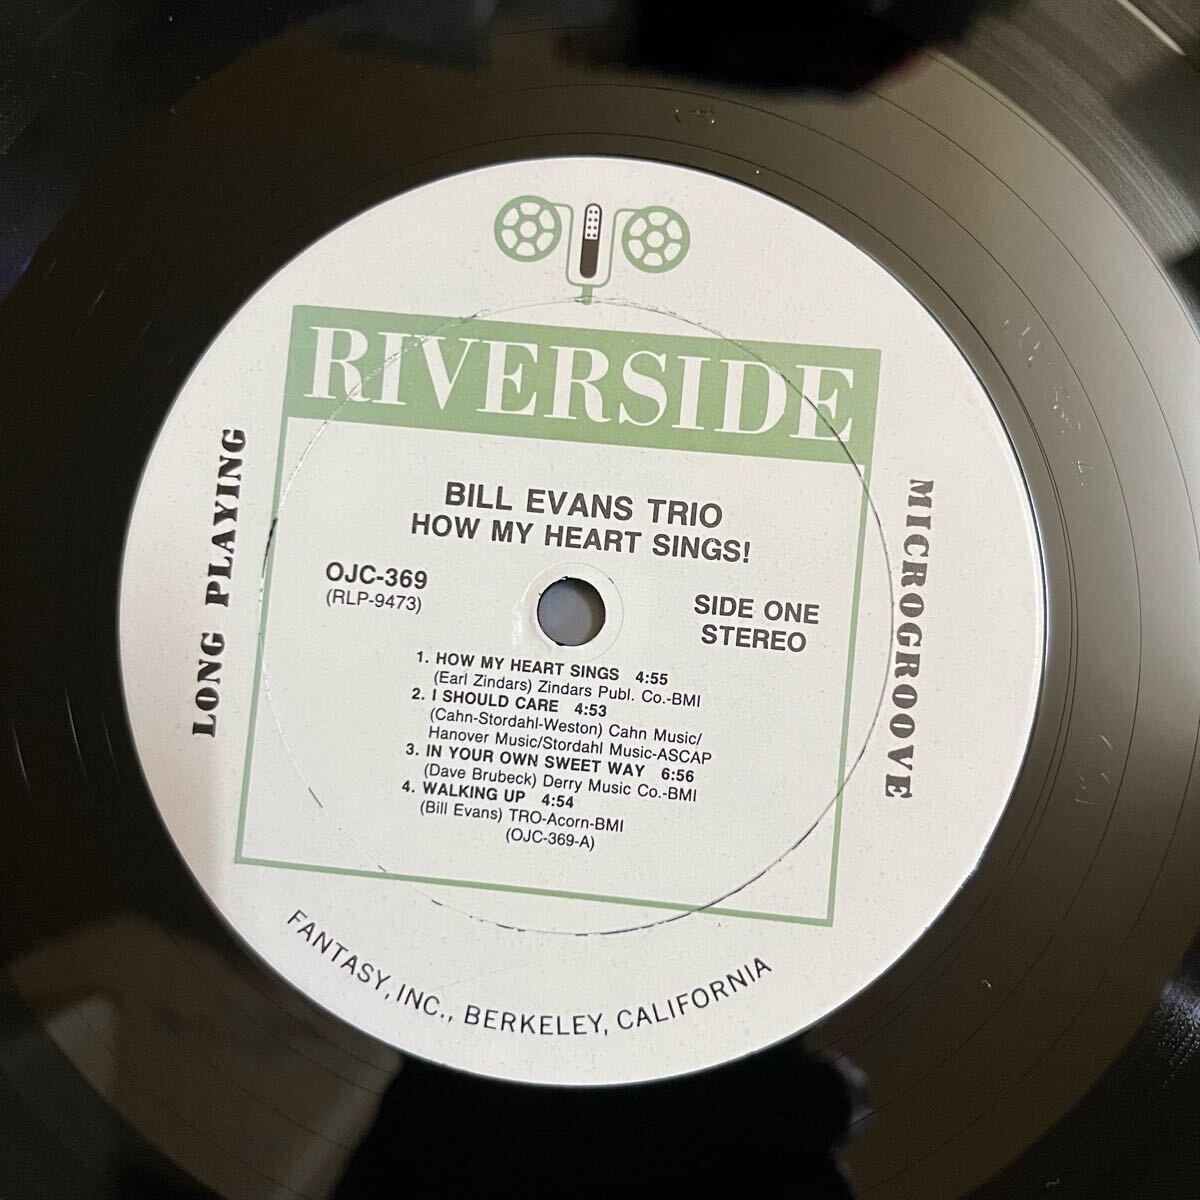 RIVERSIDE
LONG PLAYING
MICROGROOVE
BILL EVANS TRIO
HOW MY HEART SINGS!
OJC-369
(RLP-9473)
SIDE ONE
STEREO
1. HOW MY HEART SINGS 4:55
(Earl Zindars) Zindars Publ. Co.-BMI
2. I SHOULD CARE 4:53
(Cahn-Stordahl-Weston) Cahn Music/
Hanover Music/Stordahl Music-ASCAP
3. IN YOUR OWN SWEET WAY 6:56
(Dave Brubeck) Derry Music Co.-BMI
4. WALKING UP 4:54
(Bill Evans) TRO-Acorn-BMI
(OJC-369-A)
FANTASY, INC., BERKELEY, CALIFORNIA